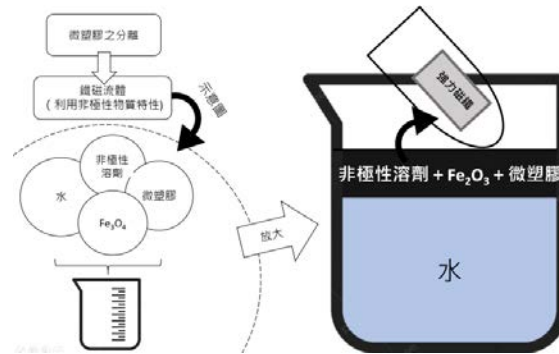 微塑膠之分離
鐵磁流體
(利用非極性物質特性)
示意圖
非極性
溶劑
水
微塑膠
Fe₃O₄
放大
強力磁鐵
非極性溶劑+Fe₂O₃+微塑膠
水